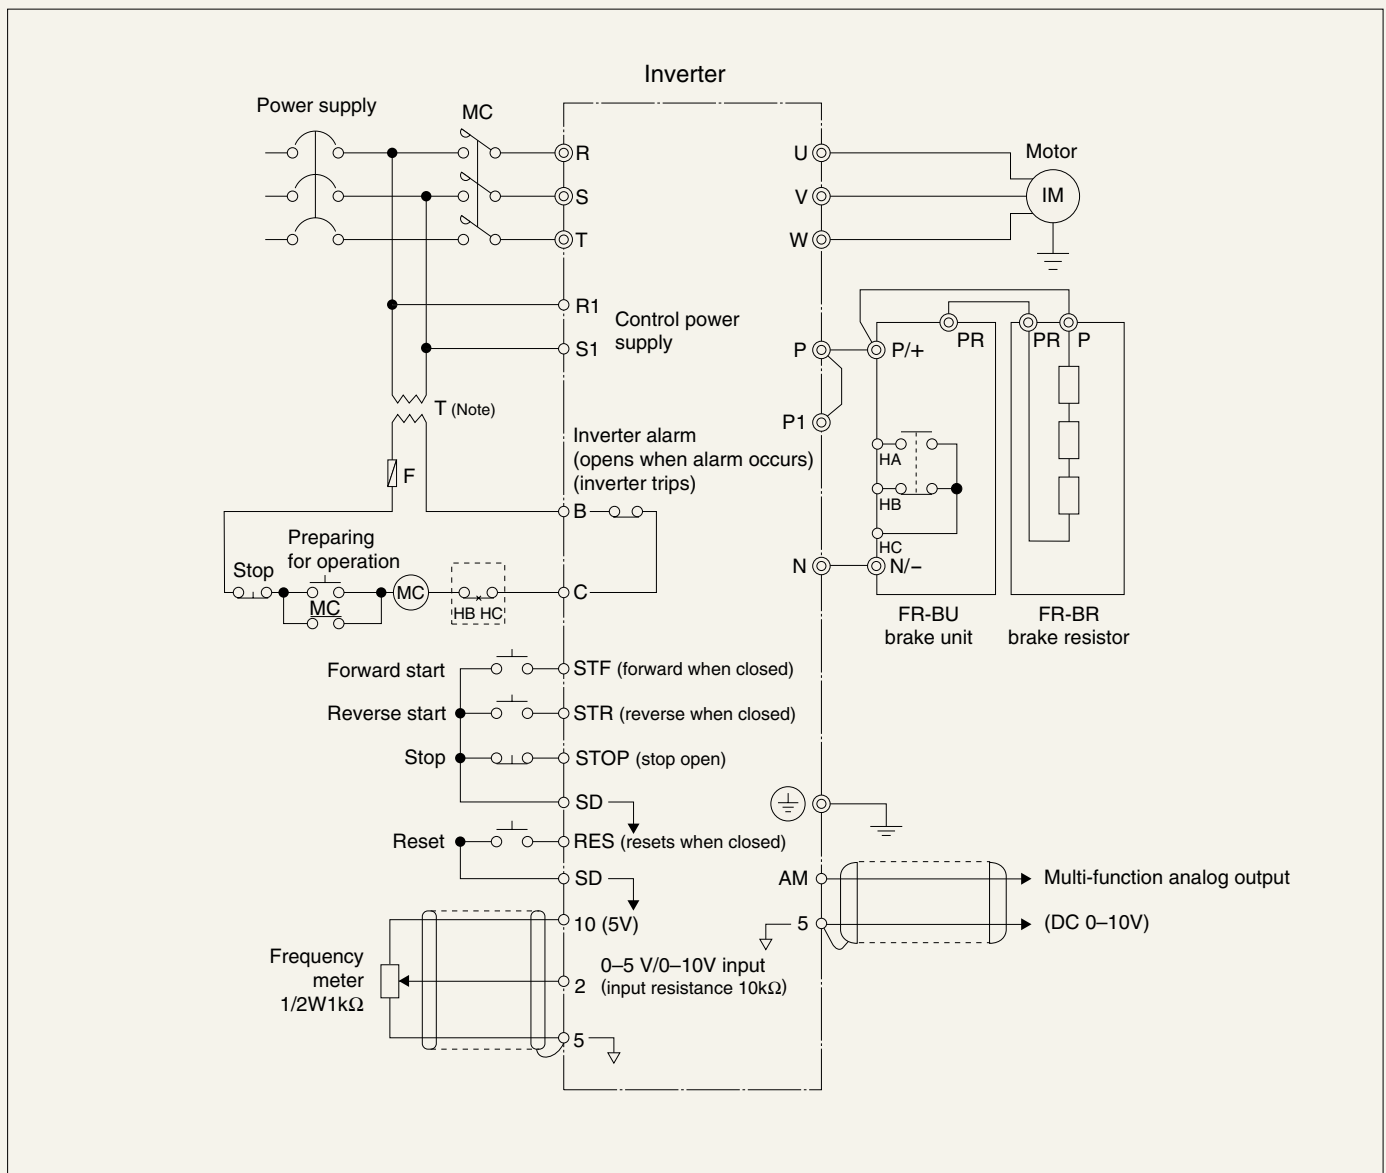 Inverter
Power supply
MC
R
S
T
U
V
W
Motor
IM
R1
S1
Control power
supply
P
P/+
PR
PR
P
P1
T (Note)
F
Inverter alarm
(opens when alarm occurs)
(inverter trips)
B
HA
HB
HC
N
N/–
FR-BU
brake unit
FR-BR
brake resistor
Preparing
for operation
Stop
MC
MC
HB HC
C
Forward start
STF (forward when closed)
Reverse start
STR (reverse when closed)
Stop
STOP (stop open)
SD
Reset
RES (resets when closed)
SD
AM
Multi-function analog output
5
(DC 0–10V)
10 (5V)
Frequency
meter
1/2W1kΩ
2
0–5 V/0–10V input
(input resistance 10kΩ)
5